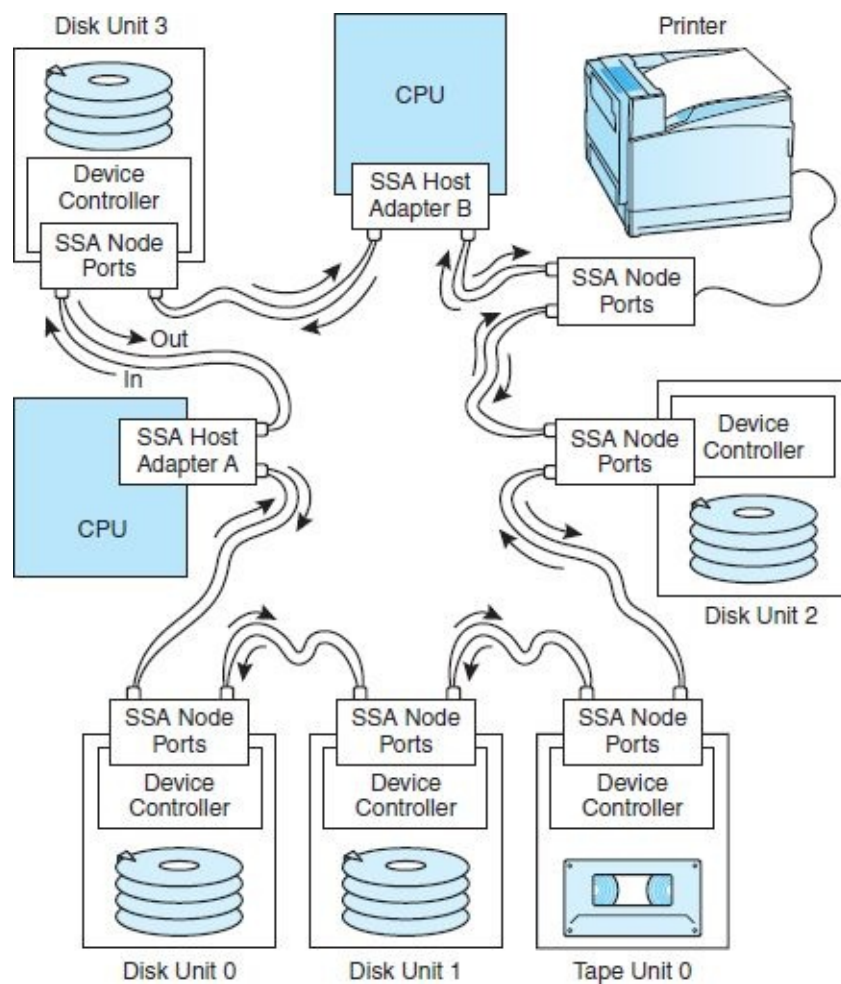 Disk Unit 3
Printer
CPU
Device
Controller
SSA Host
Adapter B
SSA Node
Ports
SSA Node
Ports
Out
In
SSA Host
Adapter A
CPU
SSA Node
Ports
Device
Controller
Disk Unit 2
SSA Node
Ports
Device
Controller
SSA Node
Ports
Device
Controller
SSA Node
Ports
Device
Controller
Disk Unit 0
Disk Unit 1
Tape Unit 0